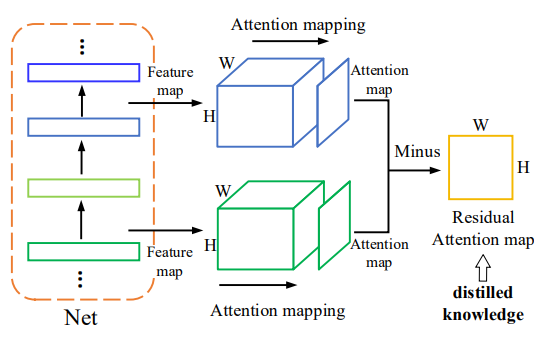 Attention mapping
W
Feature
map
H
Attention
map
Minus
W
H
Residual
Attention map
distilled
knowledge
W
Feature
map
H
Attention
map
Attention mapping
Net